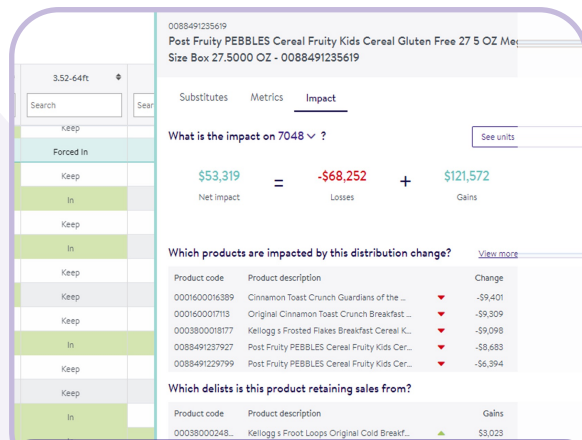 0088491235619
Post Fruity PEBBLES Cereal Fruity Kids Cereal Gluten Free 27 5 OZ
Size Box 27.5000 OZ - 0088491235619
Substitutes Metrics Impact
What is the impact on 7048 ?
See units
$53,319 = -$68,252 + $121,572
Net impact Losses Gains
Which products are impacted by this distribution change? View more
Product code Product description Change
0001600016389 Cinnamon Toast Crunch Guardians of the ... -$9,401
0001600017113 Original Cinnamon Toast Crunch Breakfast ... -$9,309
0003800018177 Kellogg s Frosted Flakes Breakfast Cereal K... -$9,098
0088491237927 Post Fruity PEBBLES Cereal Fruity Kids Cer... -$8,683
0088491229799 Post Fruity PEBBLES Cereal Fruity Kids Cer... -$6,394
Which delists is this product retaining sales from?
Product code Product description Gains
00038000248... Kellogg s Froot Loops Original Cold Breakf... $3,023
3.52-64ft
Search
Keep
Forced In
Keep
In
Keep
In
Keep
Keep
Keep
In
Keep
Keep
In